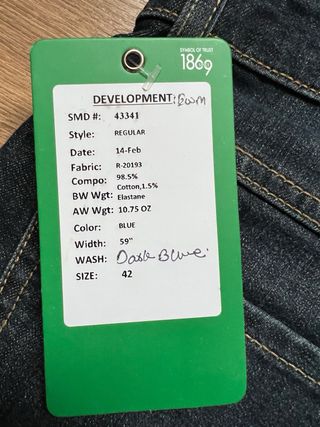 SYMBOL OF TRUST
1869
DEVELOPMENT: Room
SMD #: 43341
Style: REGULAR
Date: 14-Feb
Fabric: R-20193
Compo: 98.5%
BW Wgt: Cotton,1.5% Elastane
AW Wgt: 10.75 OZ
Color: BLUE
Width: 59"
WASH: Dark Blue.
SIZE: 42